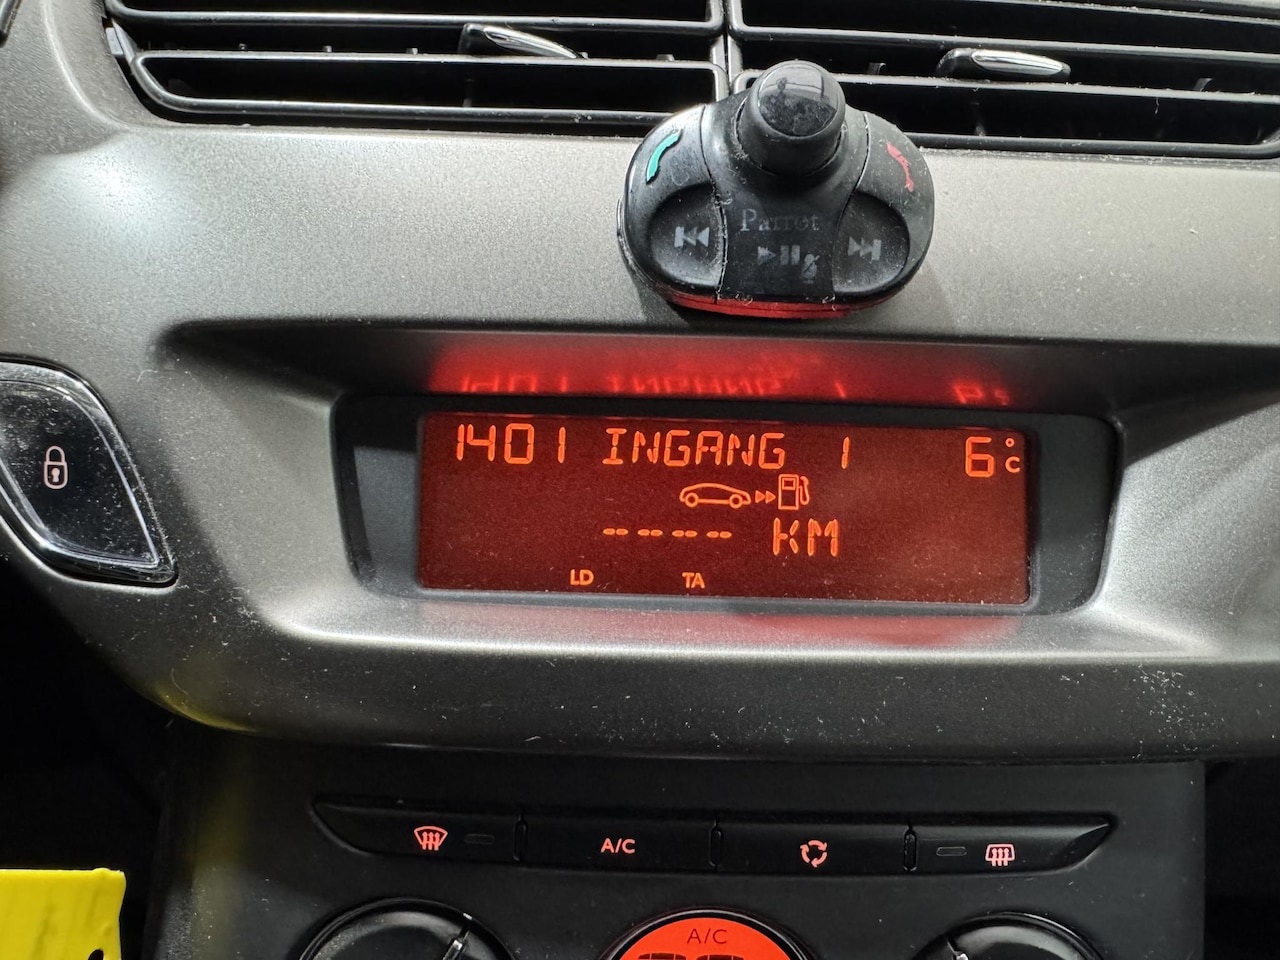 Parrot
1401 INGANG 1 6°C
---- KM
LD TA
A/C
A/C